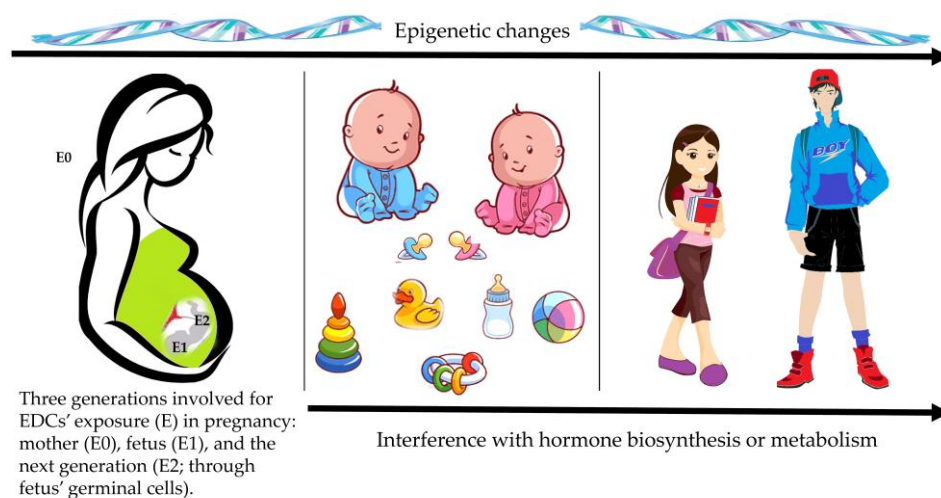 Epigenetic changes
E0
E2
E1
BOY
Three generations involved for
EDCs' exposure (E) in pregnancy:
mother (E0), fetus (E1), and the
next generation (E2; through
fetus' germinal cells).
Interference with hormone biosynthesis or metabolism